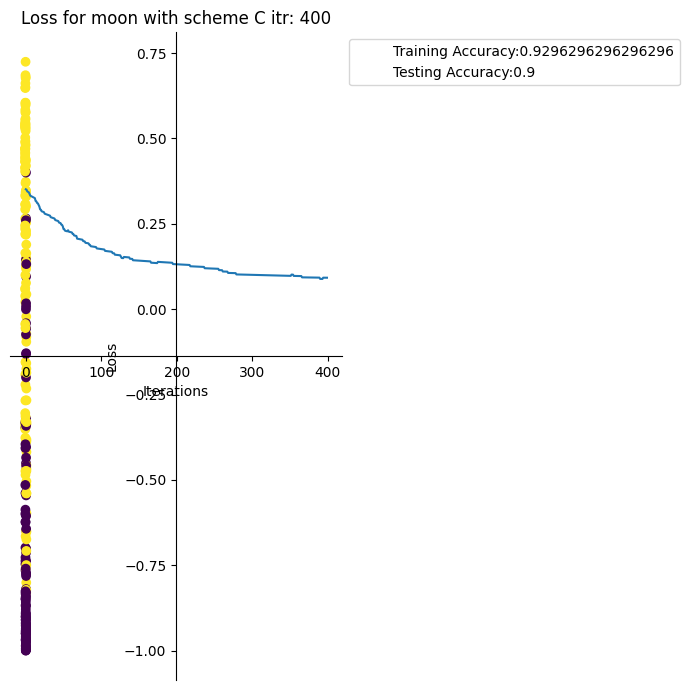 Loss for moon with scheme C itr: 400
Training Accuracy:0.9296296296296296
Testing Accuracy:0.9
0.75
0.50
0.25
0.00
Loss
0 100 200 300 400
Iterations
−0.25
−0.50
−0.75
−1.00